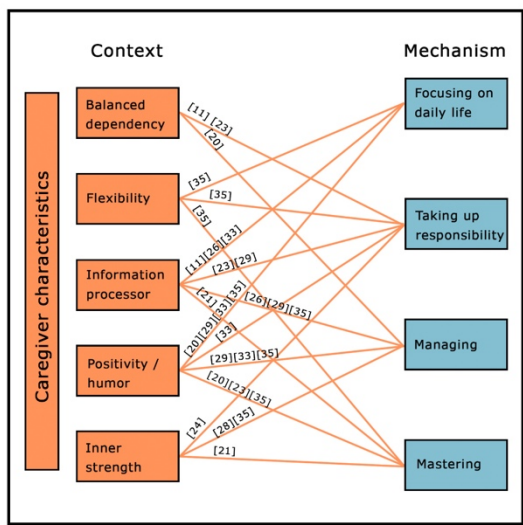 Context
Mechanism
Caregiver characteristics
Balanced
dependency
[11] [23]
[20]
Focusing on
daily life
Flexibility
[35]
[35]
[35]
Taking up
responsibility
Information
processor
[11][26][33]
[23][29]
[26][29][35]
[21]
Managing
Positivity /
humor
[20][29][33][35]
[33]
[29][33][35]
[20][23][35]
Mastering
Inner
strength
[24]
[28][35]
[21]